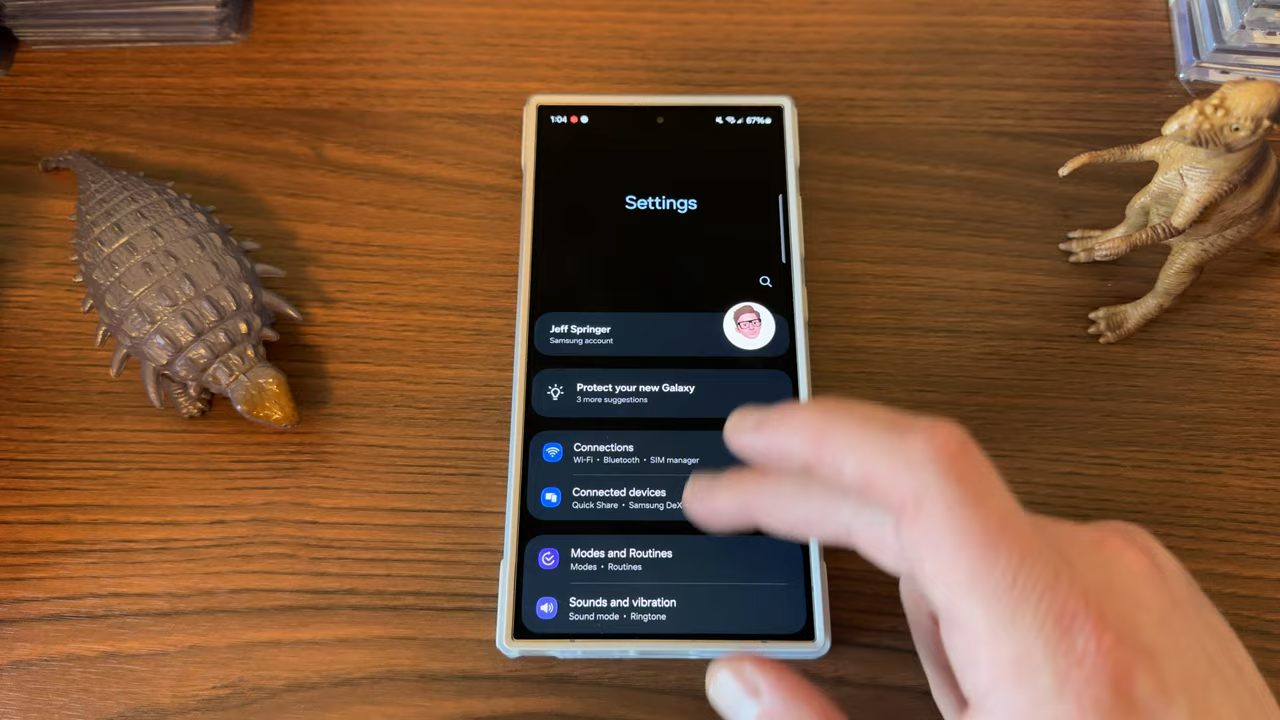 1:04
67%
Settings
Jeff Springer
Samsung account
Protect your new Galaxy
3 more suggestions
Connections
Wi-Fi • Bluetooth • SIM manager
Connected devices
Quick Share • Samsung DeX
Modes and Routines
Modes • Routines
Sounds and vibration
Sound mode • Ringtone